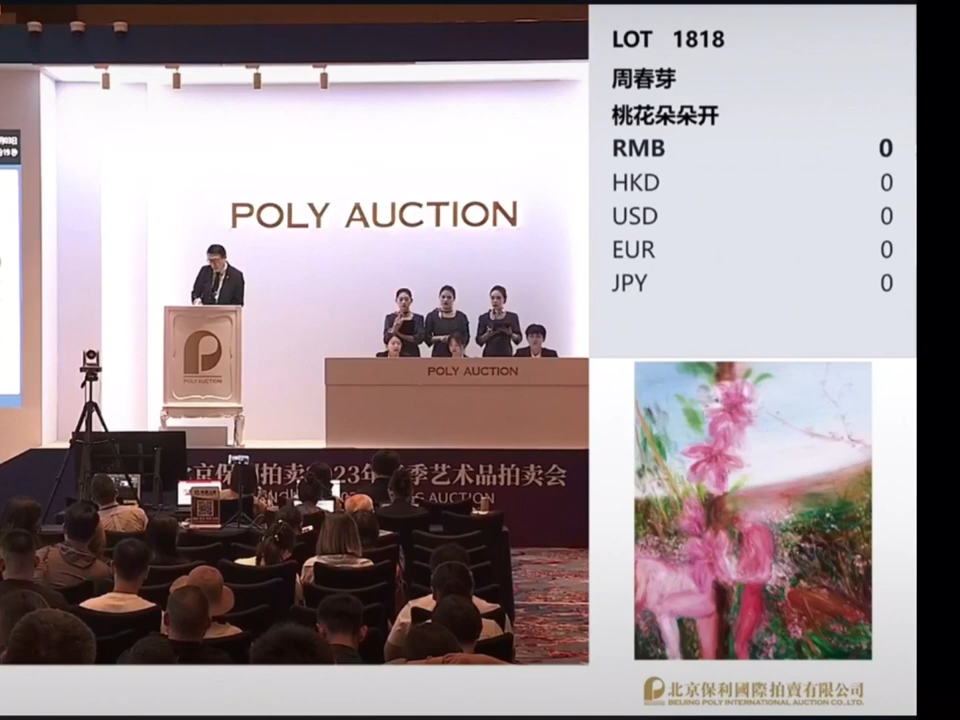 LOT 1818
周春芽
桃花朵朵开
RMB 0
HKD 0
USD 0
EUR 0
JPY 0
POLY AUCTION
POLY AUCTION
POLY AUCTION
23年
季艺术品拍卖会
AUCTION
北京保利國際拍賣有限公司
BEIJING POLY INTERNATIONAL AUCTION CO.,LTD.